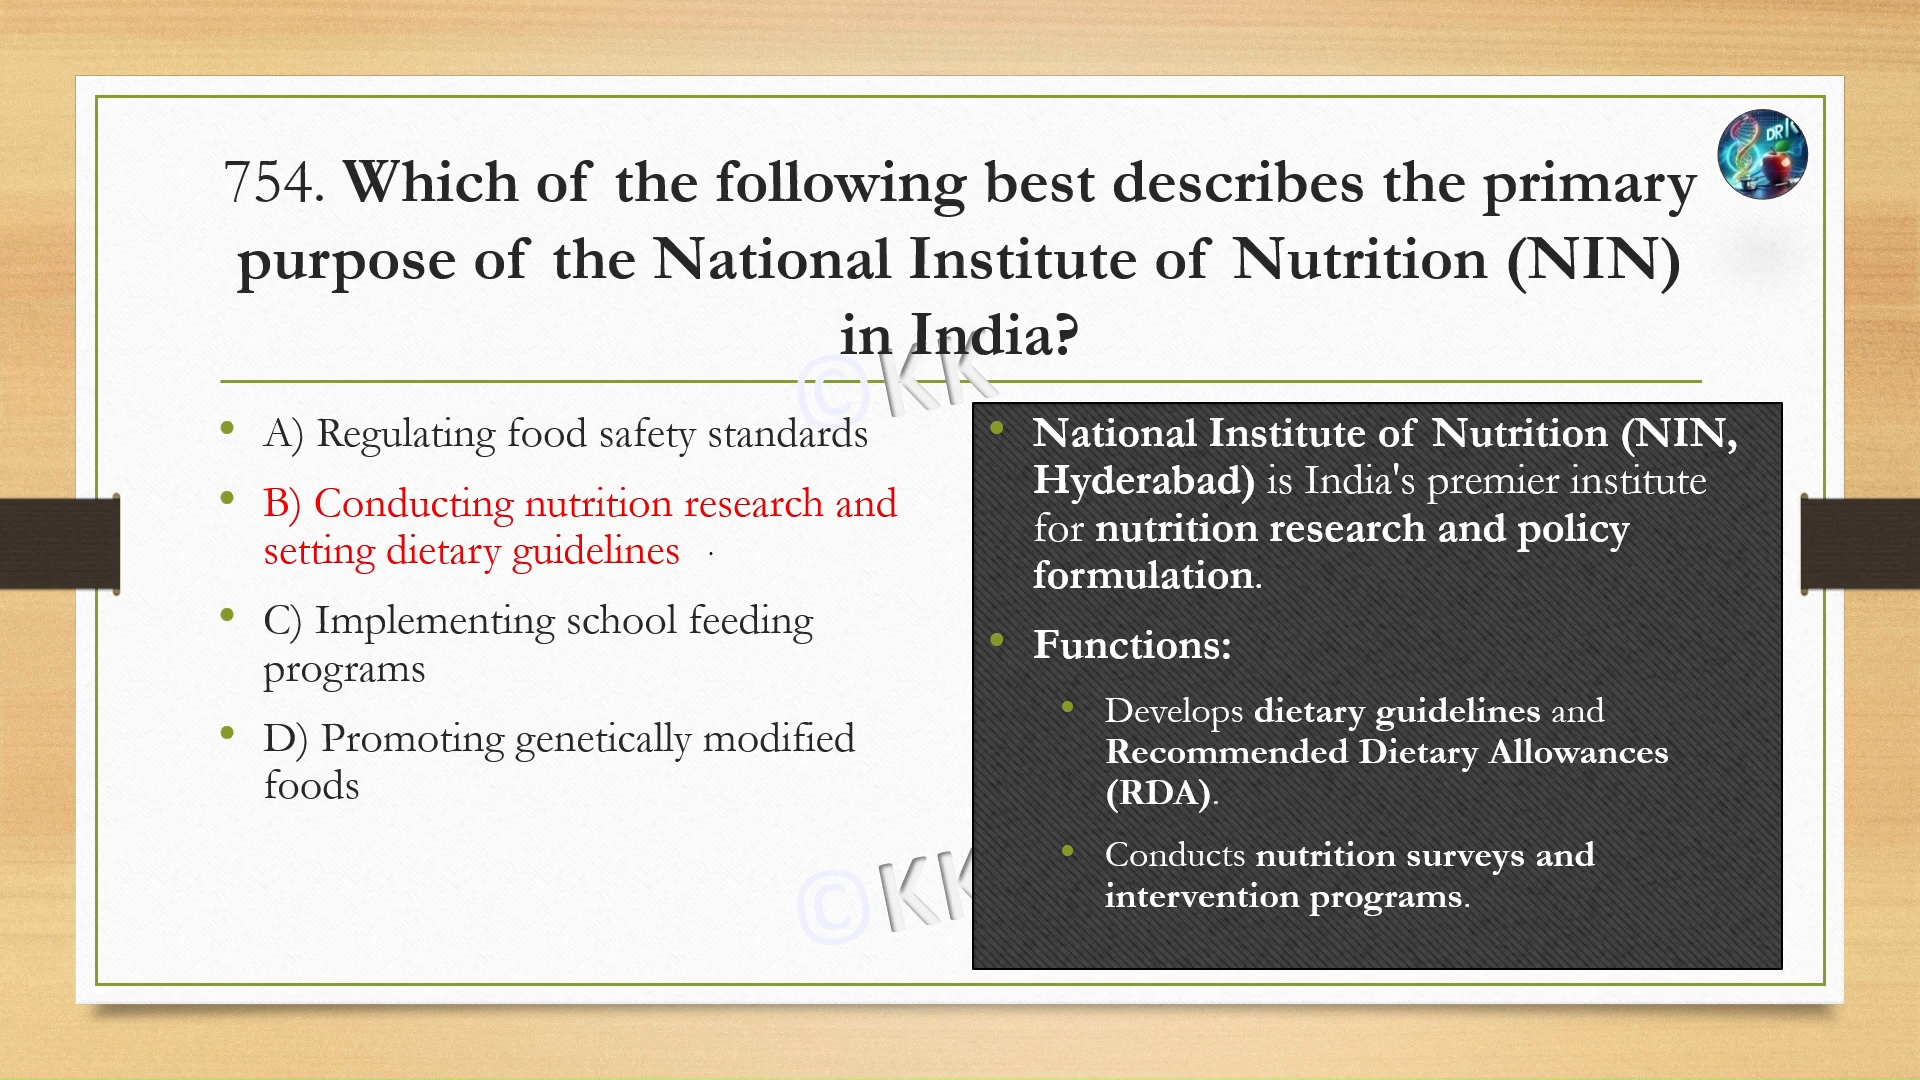 754. Which of the following best describes the primary
purpose of the National Institute of Nutrition (NIN)
in India?
A) Regulating food safety standards
B) Conducting nutrition research and
setting dietary guidelines .
C) Implementing school feeding
programs
D) Promoting genetically modified
foods
National Institute of Nutrition (NIN,
Hyderabad) is India's premier institute
for nutrition research and policy
formulation.
Functions:
Develops dietary guidelines and
Recommended Dietary Allowances
(RDA).
Conducts nutrition surveys and
intervention programs.
©KK
©KK